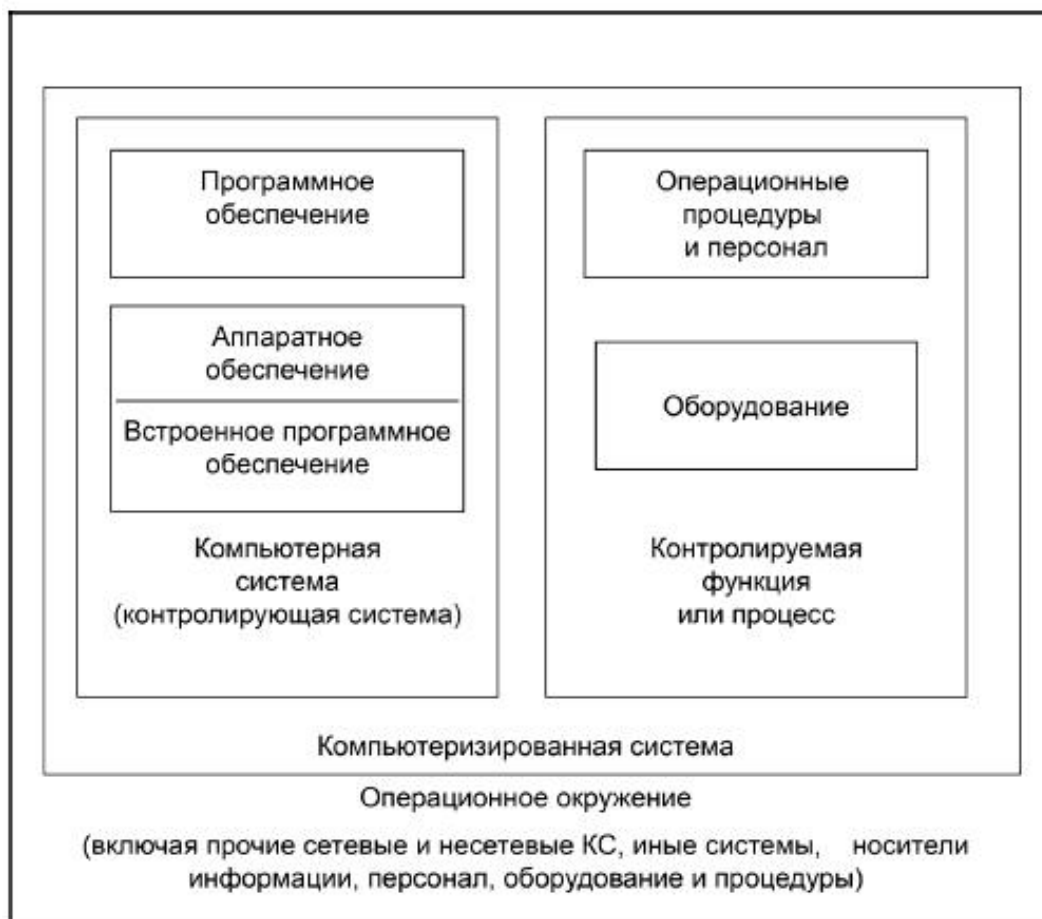 Программное
обеспечение
Аппаратное
обеспечение
Встроенное программное
обеспечение
Компьютерная
система
(контролирующая система)
Операционные
процедуры
и персонал
Оборудование
Контролируемая
функция
или процесс
Компьютеризированная система
Операционное окружение
(включая прочие сетевые и несетевые КС, иные системы, носители
информации, персонал, оборудование и процедуры)